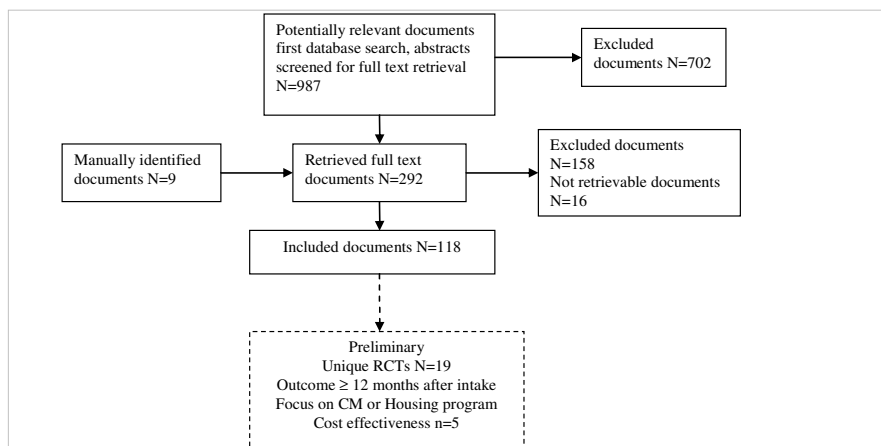 Potentially relevant documents
first database search, abstracts
screened for full text retrieval
N=987
Excluded
documents N=702
Manually identified
documents N=9
Retrieved full text
documents N=292
Excluded documents
N=158
Not retrievable documents
N=16
Included documents N=118
Preliminary
Unique RCTs N=19
Outcome ≥ 12 months after intake
Focus on CM or Housing program
Cost effectiveness n=5